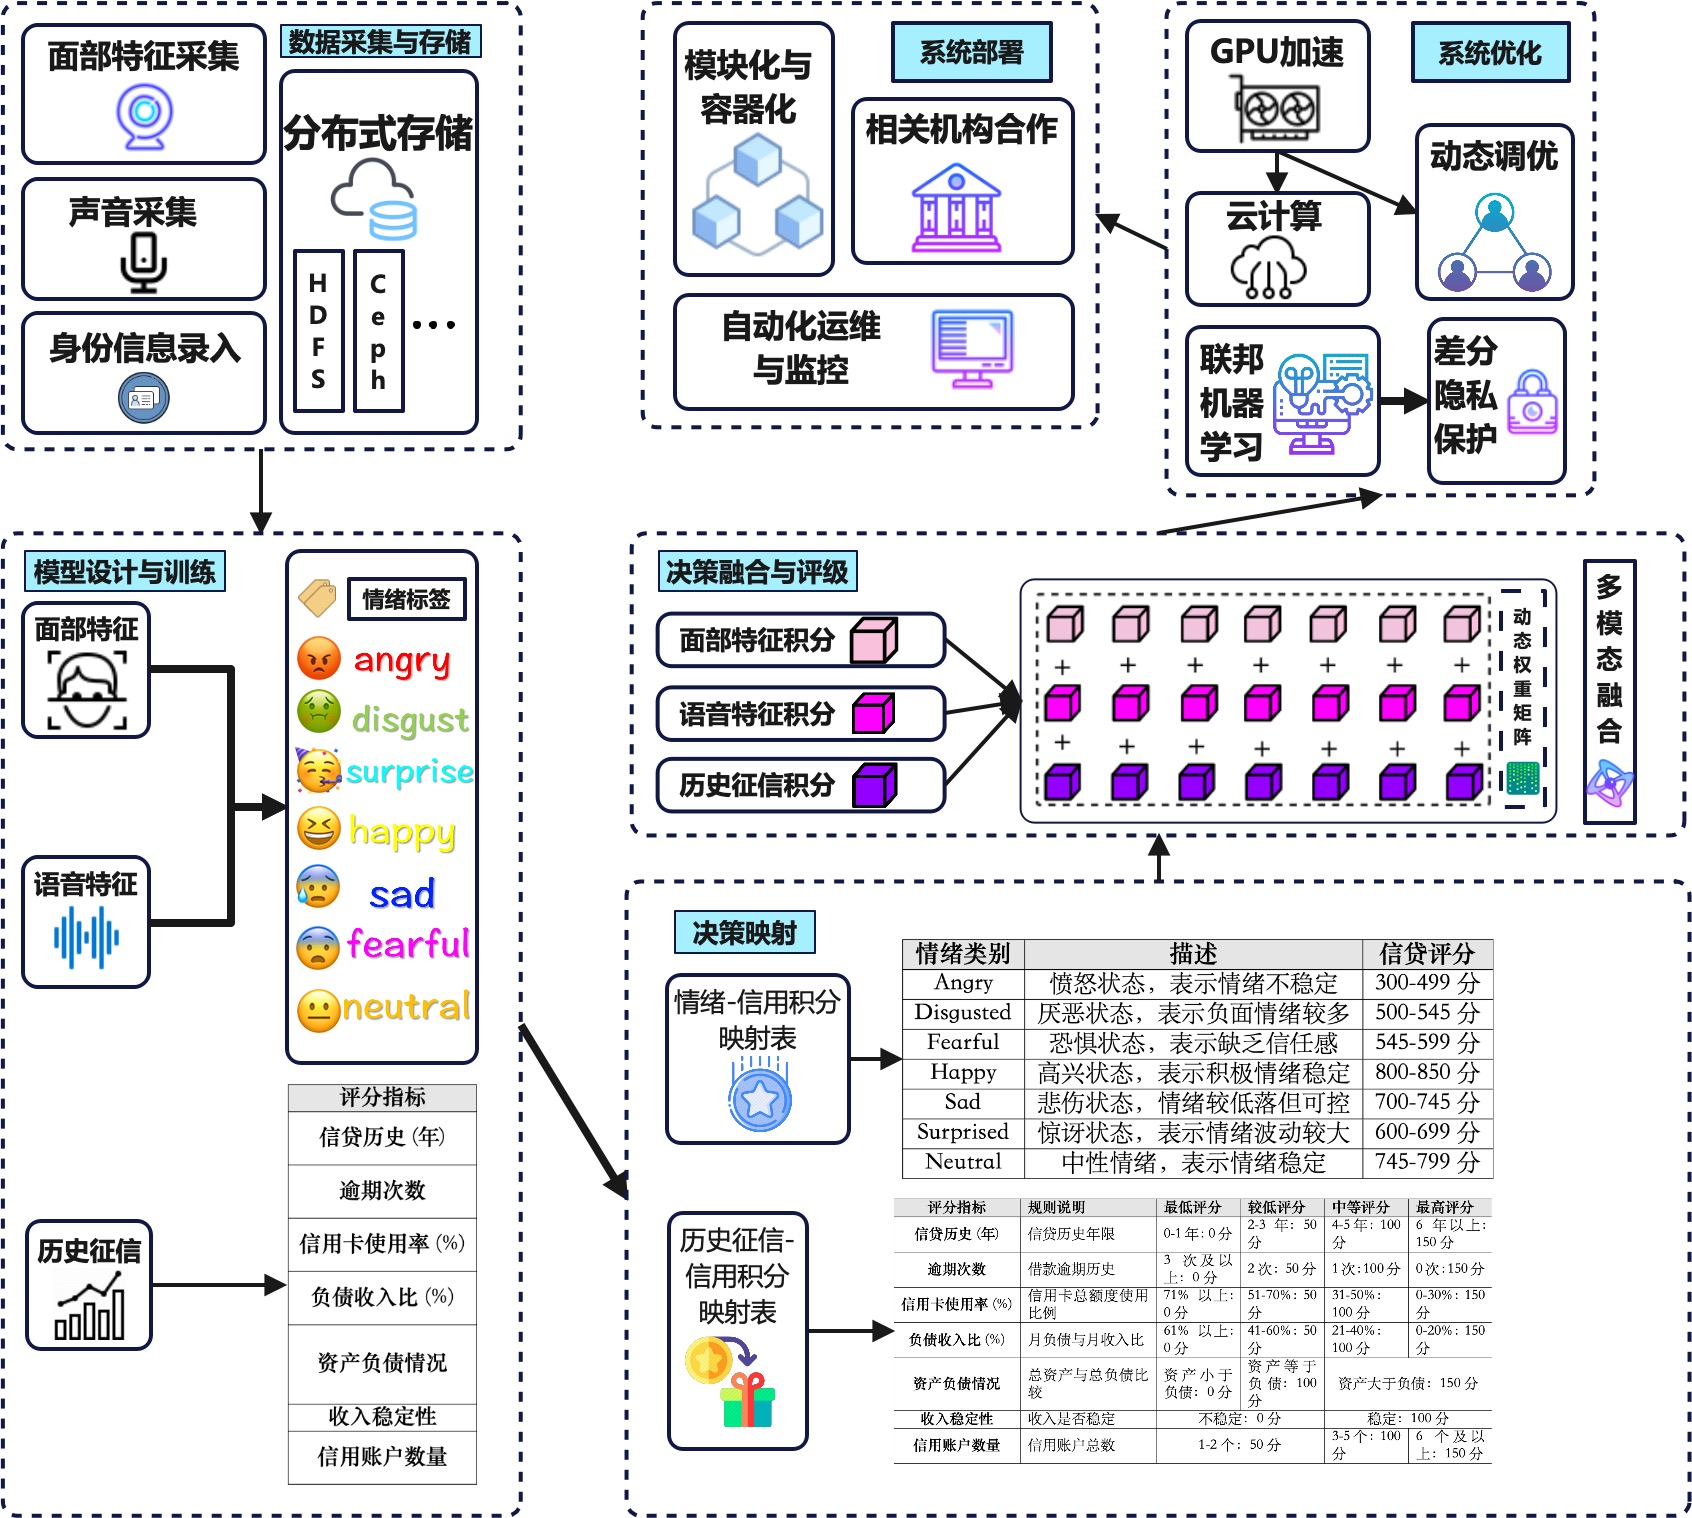 数据采集与存储
面部特征采集
声音采集
身份信息录入
分布式存储
HDFS
Ceph
...
系统部署
模块化与
容器化
相关机构合作
自动化运维
与监控
系统优化
GPU加速
动态调优
云计算
联邦
机器
学习
差分
隐私
保护
模型设计与训练
面部特征
语音特征
情绪标签
angry
disgust
surprise
happy
sad
fearful
neutral
历史征信
评分指标
信贷历史 (年)
逾期次数
信用卡使用率 (%)
负债收入比 (%)
资产负债情况
收入稳定性
信用账户数量
决策融合与评级
面部特征积分
语音特征积分
历史征信积分
+ + + + + + +
+ + + + + + +
动态权重矩阵
多模态融合
决策映射
情绪-信用积分
映射表
情绪类别 描述 信贷评分
Angry 愤怒状态，表示情绪不稳定 300-499 分
Disgusted 厌恶状态，表示负面情绪较多 500-545 分
Fearful 恐惧状态，表示缺乏信任感 545-599 分
Happy 高兴状态，表示积极情绪稳定 800-850 分
Sad 悲伤状态，情绪较低落但可控 700-745 分
Surprised 惊讶状态，表示情绪波动较大 600-699 分
Neutral 中性情绪，表示情绪稳定 745-799 分
历史征信-
信用积分
映射表
评分指标 规则说明 最低评分 较低评分 中等评分 最高评分
信贷历史 (年) 信贷历史年限 0-1 年: 0 分 2-3 年: 50 分 4-5 年: 100 分 6 年以上: 150 分
逾期次数 借款逾期历史 3 次及以上: 0 分 2 次: 50 分 1 次:100 分 0 次:150 分
信用卡使用率 (%) 信用卡总额度使用比例 71% 以上: 0 分 51-70%: 50 分 31-50%: 100 分 0-30%: 150 分
负债收入比 (%) 月负债与月收入比 61% 以上: 0 分 41-60%: 50 分 21-40%: 100 分 0-20%: 150 分
资产负债情况 总资产与总负债比较 资产小于负债: 0 分 资产等于负债: 100 分 资产大于负债: 150 分
收入稳定性 收入是否稳定 不稳定: 0 分 稳定: 100 分
信用账户数量 信用账户总数 1-2 个: 50 分 3-5 个: 100 分 6 个及以上: 150 分